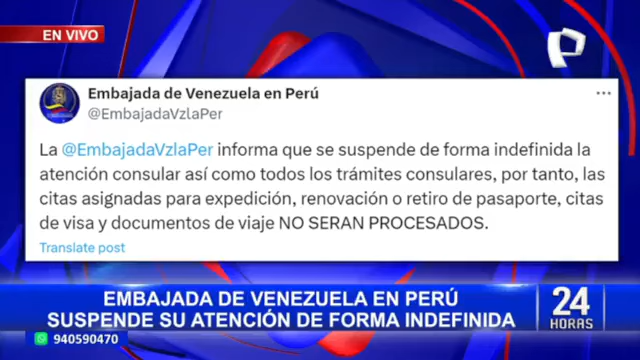 EN VIVO
Embajada de Venezuela en Perú
@EmbajadaVzlaPer
La @EmbajadaVzlaPer informa que se suspende de forma indefinida la
atención consular así como todos los trámites consulares, por tanto, las
citas asignadas para expedición, renovación o retiro de pasaporte, citas
de visa y documentos de viaje NO SERAN PROCESADOS.
Translate post
EMBAJADA DE VENEZUELA EN PERÚ
SUSPENDE SU ATENCIÓN DE FORMA INDEFINIDA
24
HORAS
940590470